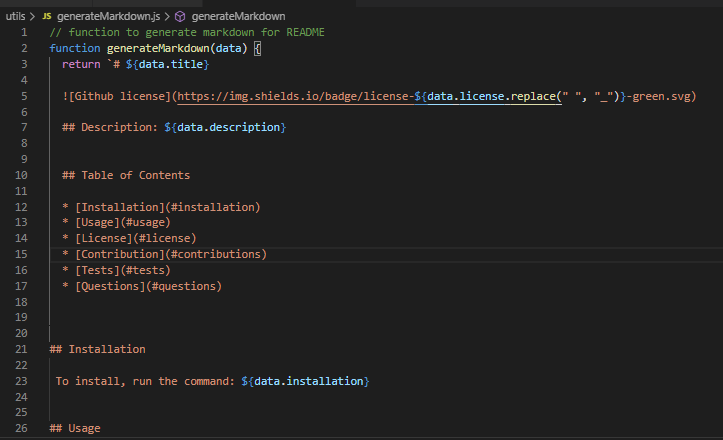 utils > JS generateMarkdown.js > generateMarkdown
1 // function to generate markdown for README
2 function generateMarkdown(data) {
3 return `# ${data.title}
4
5 ![Github license](https://img.shields.io/badge/license-${data.license.replace(" ", "_")}-green.svg)
6
7 ## Description: ${data.description}
8
9
10 ## Table of Contents
11
12 * [Installation](#installation)
13 * [Usage](#usage)
14 * [License](#license)
15 * [Contribution](#contributions)
16 * [Tests](#tests)
17 * [Questions](#questions)
18
19
20
21 ## Installation
22
23 To install, run the command: ${data.installation}
24
25
26 ## Usage